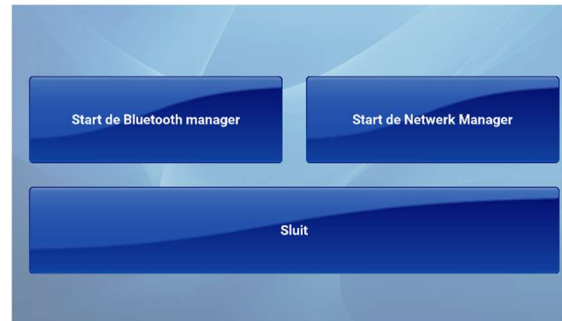 Start de Bluetooth manager
Start de Netwerk Manager
Sluit